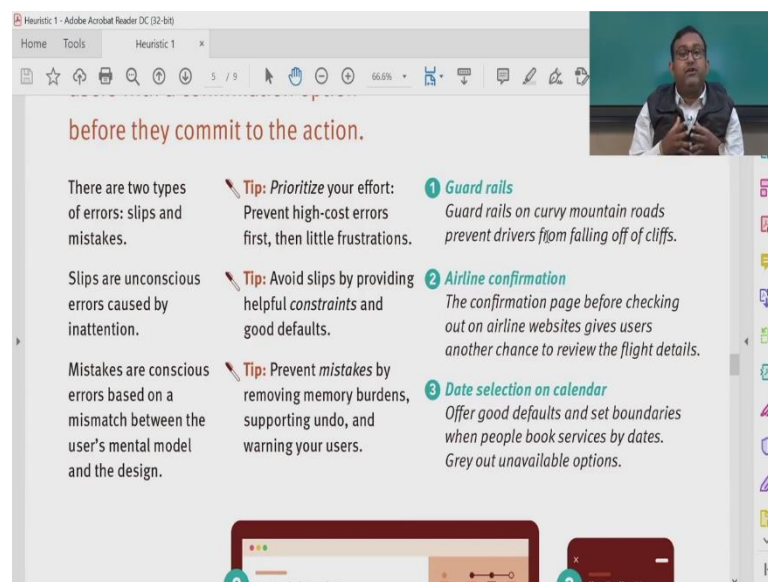 Heuristic 1 - Adobe Acrobat Reader DC (32-bit)
Home Tools Heuristic 1 ×
5 / 9 66.6%
before they commit to the action.
There are two types
of errors: slips and
mistakes.
Slips are unconscious
errors caused by
inattention.
Mistakes are conscious
errors based on a
mismatch between the
user's mental model
and the design.
Tip: Prioritize your effort:
Prevent high-cost errors
first, then little frustrations.
Tip: Avoid slips by providing
helpful constraints and
good defaults.
Tip: Prevent mistakes by
removing memory burdens,
supporting undo, and
warning your users.
1 Guard rails
Guard rails on curvy mountain roads
prevent drivers from falling off of cliffs.
2 Airline confirmation
The confirmation page before checking
out on airline websites gives users
another chance to review the flight details.
3 Date selection on calendar
Offer good defaults and set boundaries
when people book services by dates.
Grey out unavailable options.